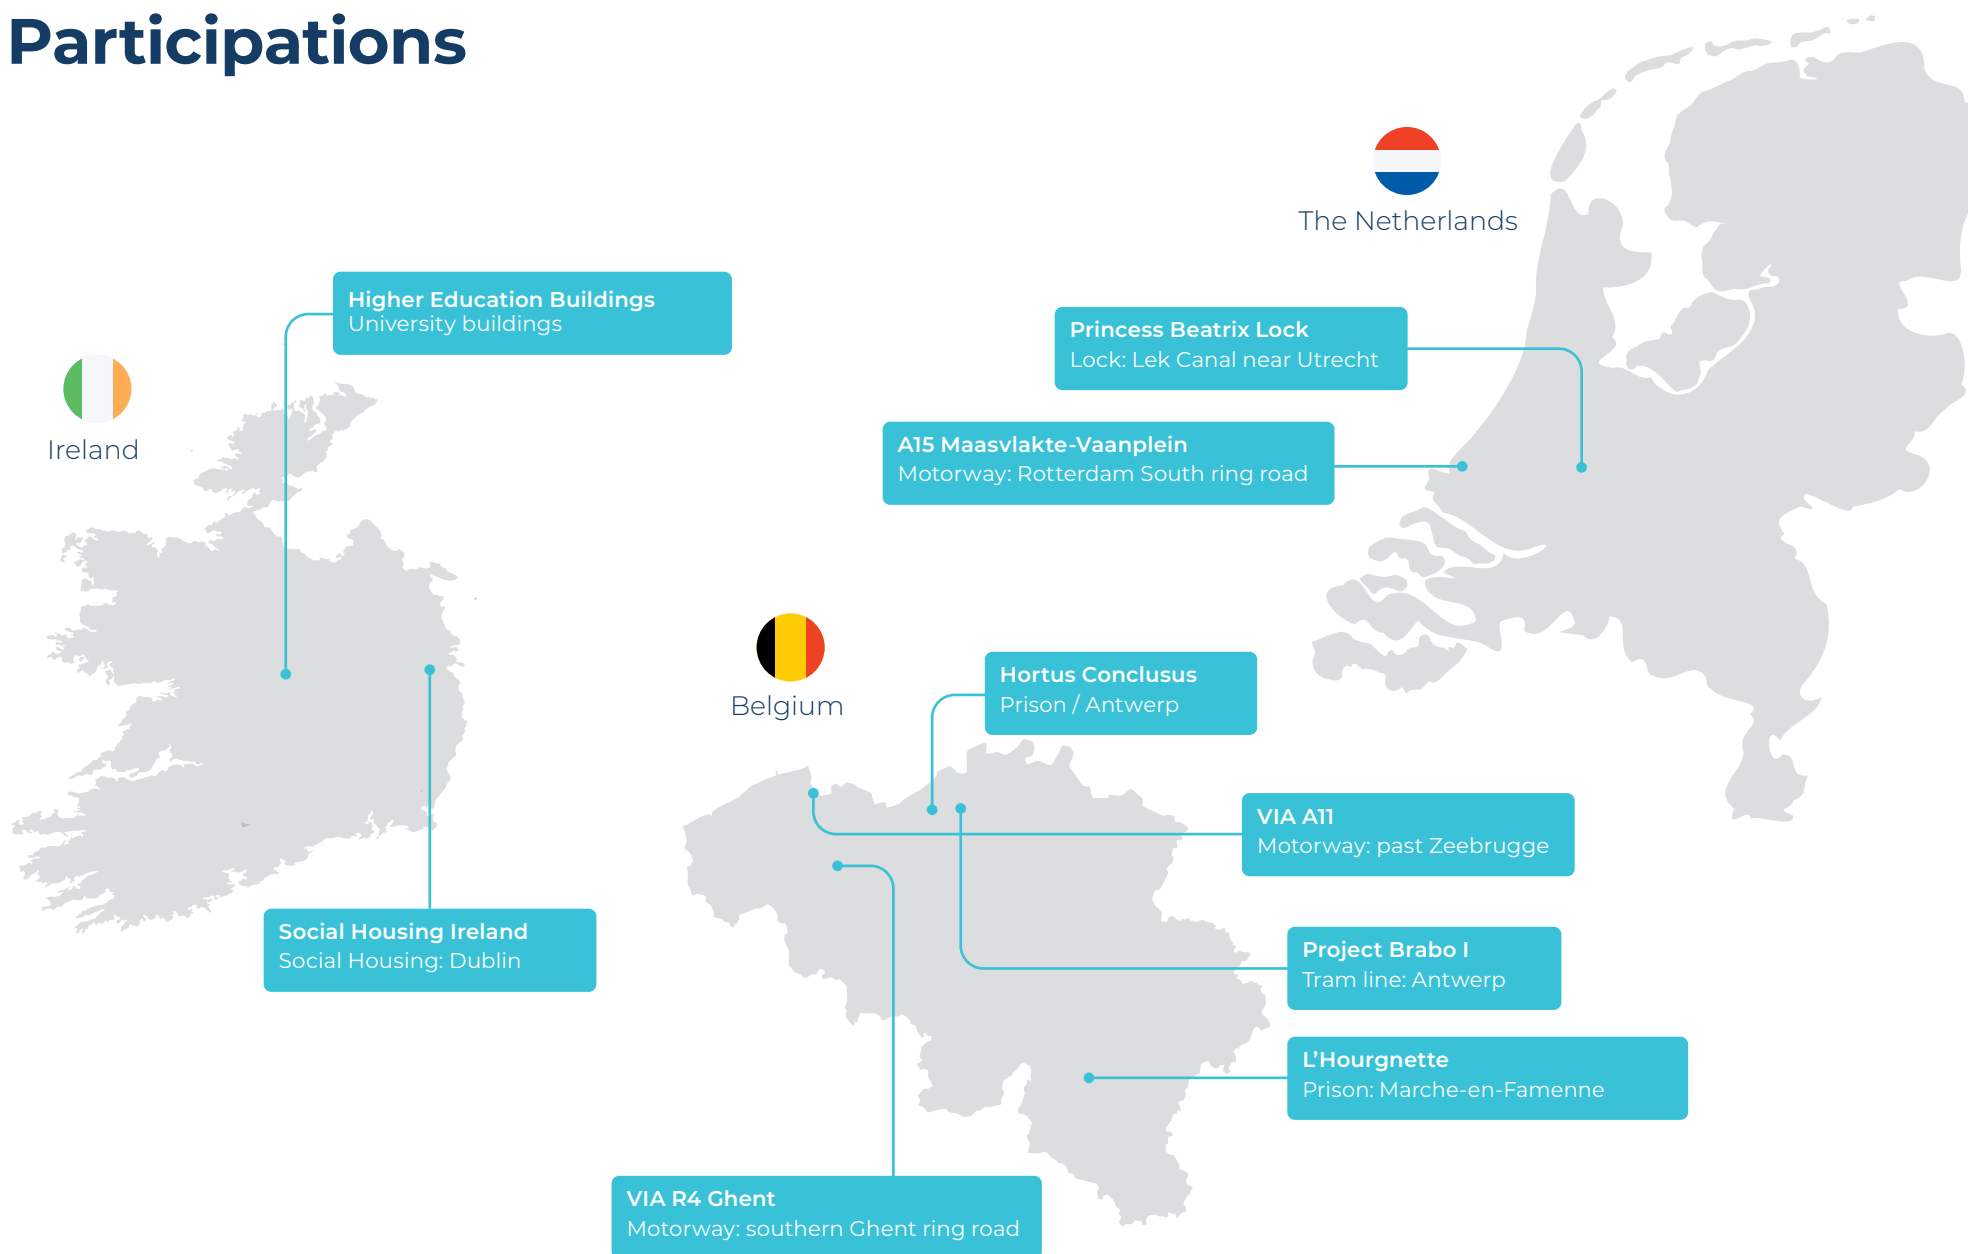 Participations
The Netherlands
Higher Education Buildings
University buildings
Princess Beatrix Lock
Lock: Lek Canal near Utrecht
Ireland
A15 Maasvlakte-Vaanplein
Motorway: Rotterdam South ring road
Belgium
Hortus Conclusus
Prison / Antwerp
VIA A11
Motorway: past Zeebrugge
Social Housing Ireland
Social Housing: Dublin
Project Brabo I
Tram line: Antwerp
L’Hourgnette
Prison: Marche-en-Famenne
VIA R4 Ghent
Motorway: southern Ghent ring road